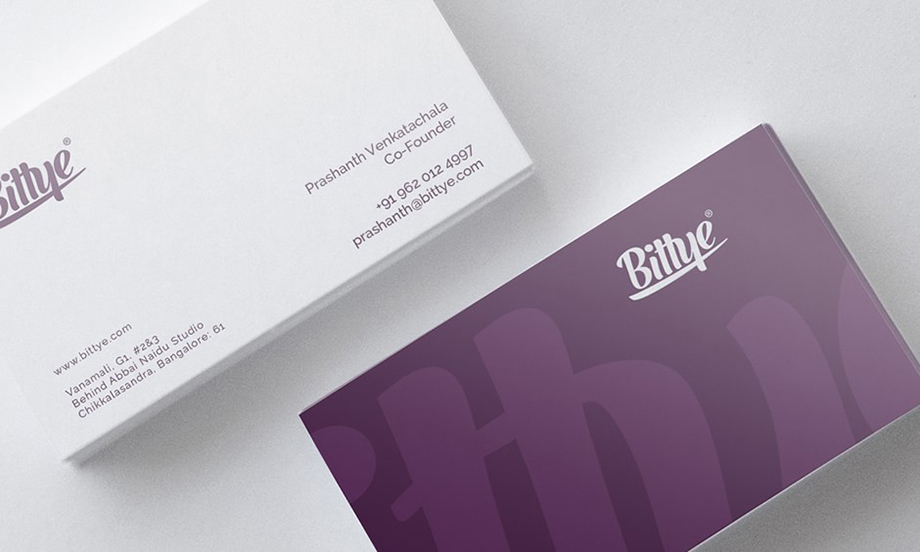 Bittye®
Prashanth Venkatachala
Co-Founder
+91 962 012 4997
prashanth@bittye.com
www.bittye.com
Vanamali, G1, #2&3
Behind Abbai Naidu Studio
Chikkalasandra, Bangalore: 61
Bittye®